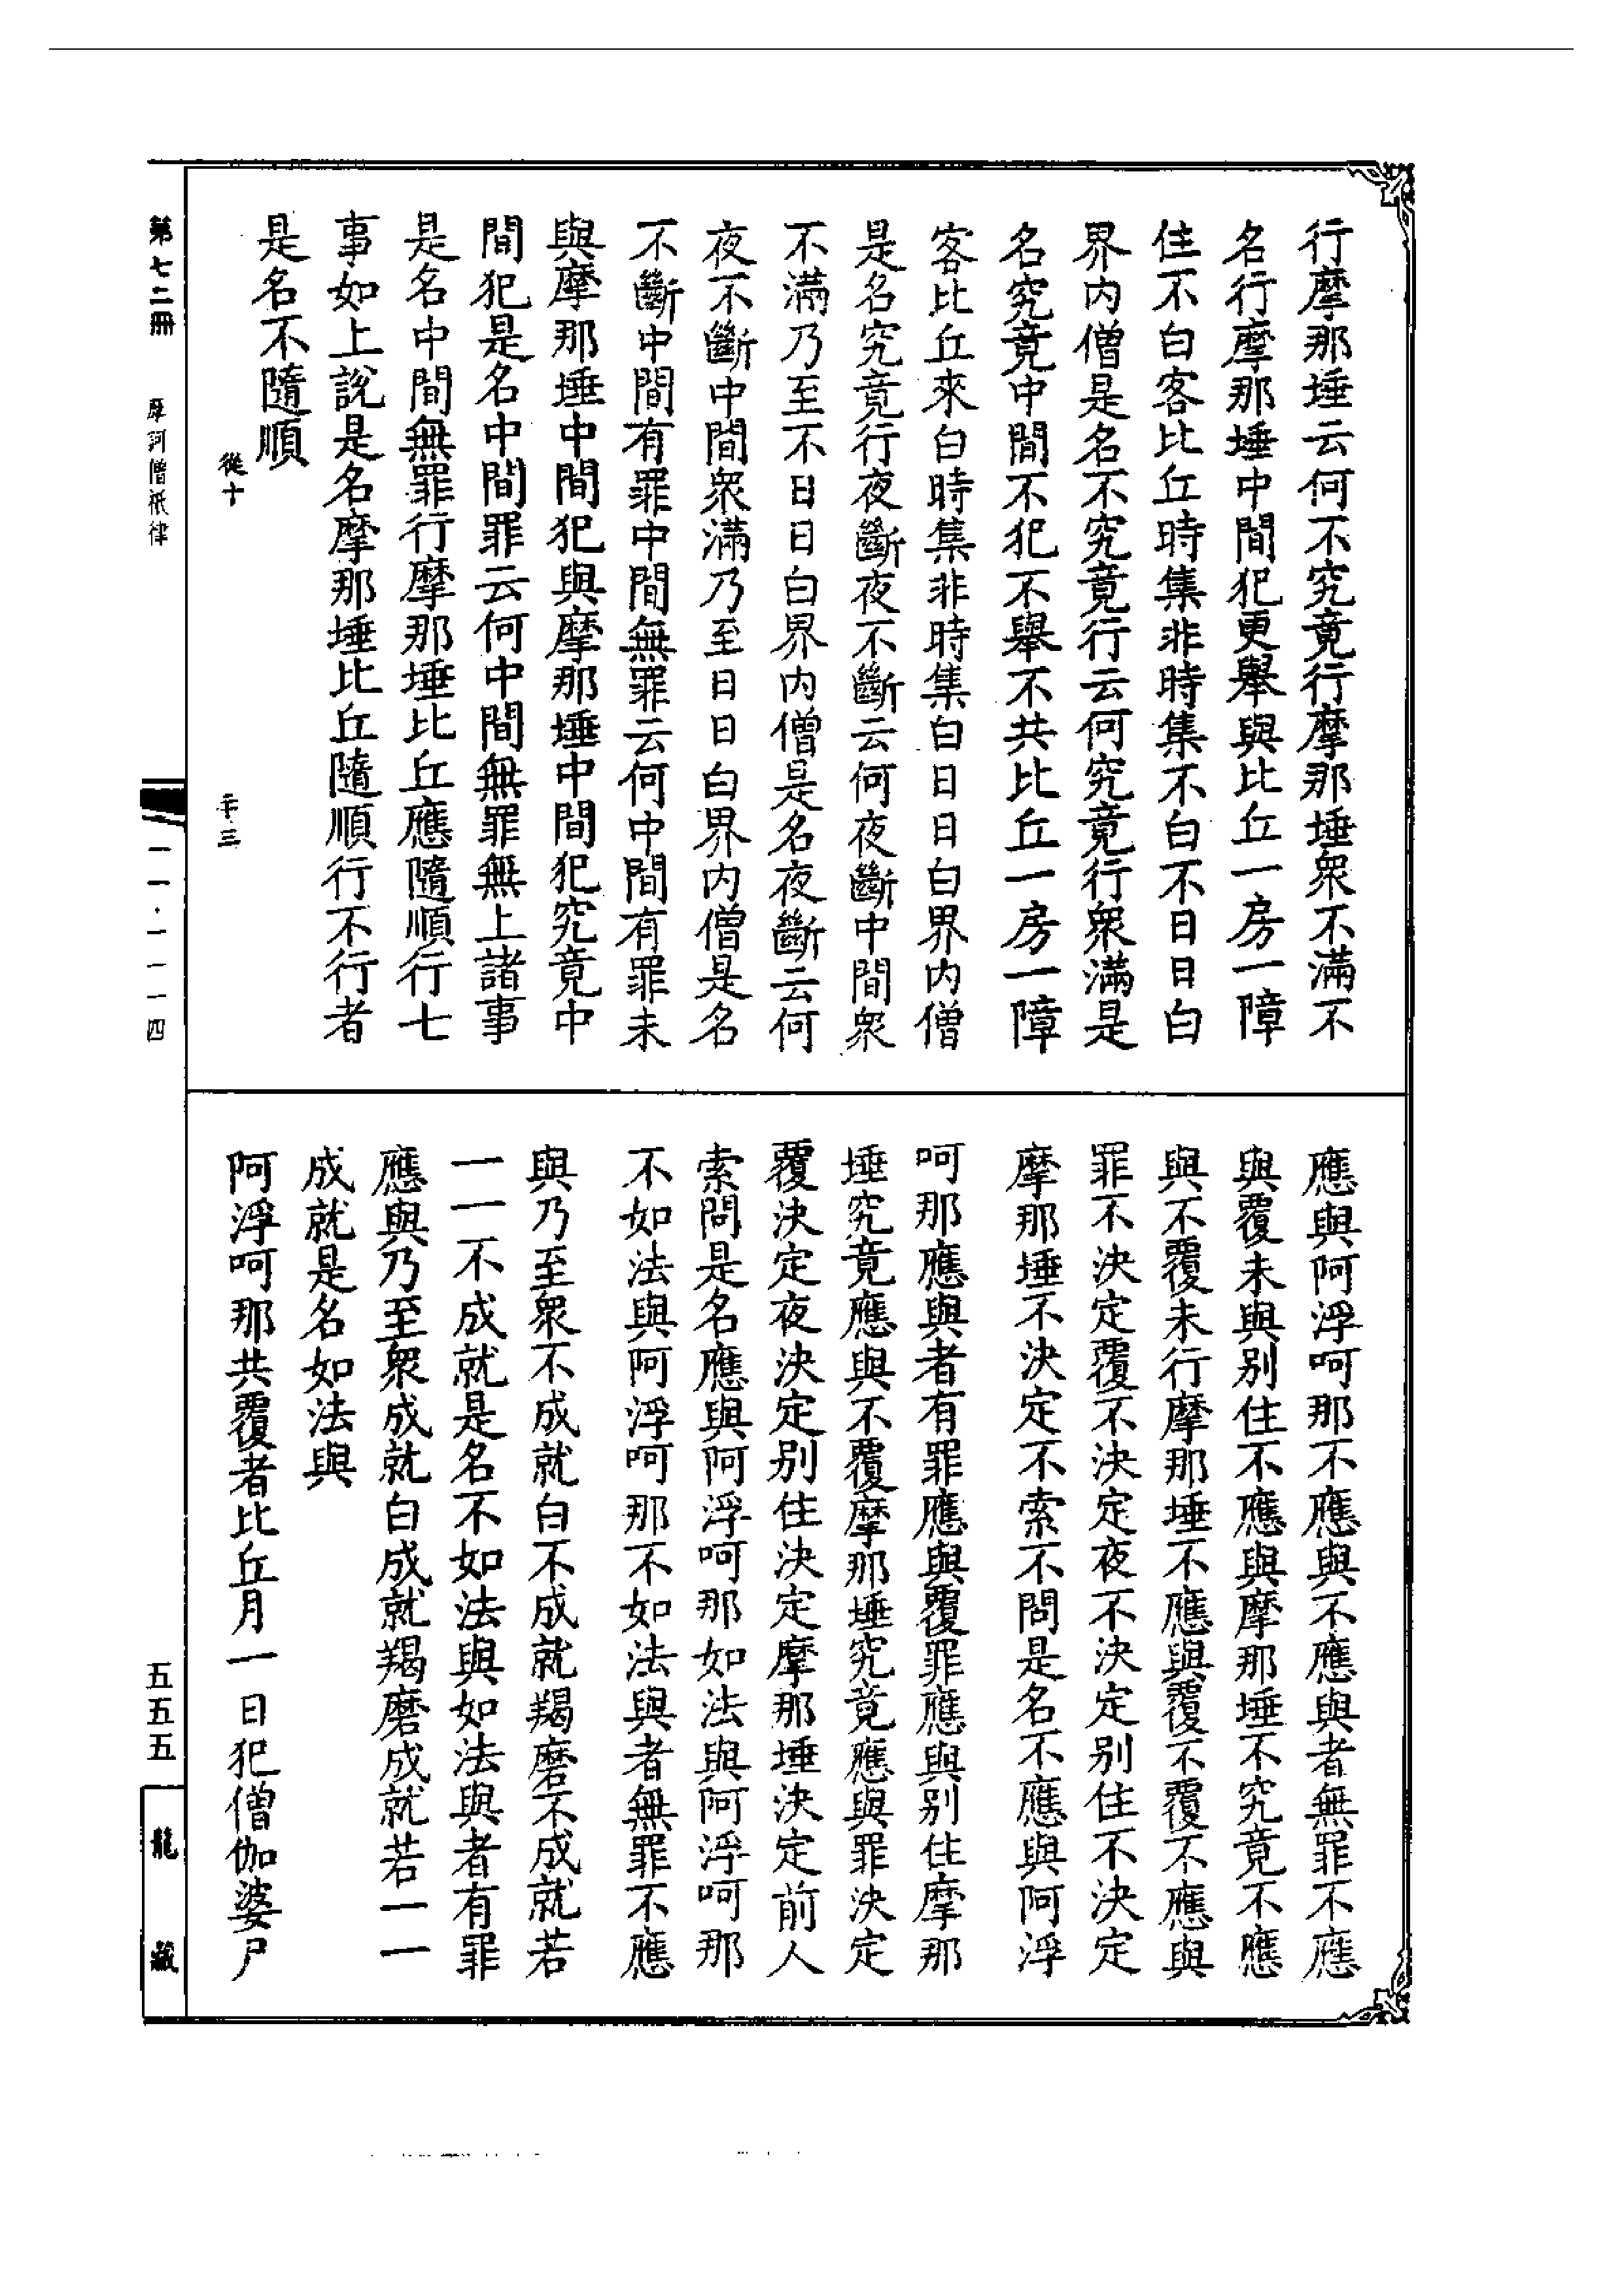 行摩那埵云何不究竟行摩那埵衆不滿不
名行摩那埵中間犯更舉與比丘一房一障
住不白客比丘時集非時集不白不日日白
界内僧是名不究竟行云何究竟行衆滿是
名究竟中間不犯不舉不共比丘一房一障
客比丘來白時集非時集白日日白界内僧
是名究竟行夜斷夜不斷云何夜斷中間衆
不滿乃至不日日白界内僧是名夜斷云何
夜不斷中間衆滿乃至日日白界内僧是名
不斷中間有罪中間無罪云何中間有罪未
與摩那埵中間犯與摩那埵中間犯究竟中
間犯是名中間罪云何中間無罪無上諸事
是名中間無罪行摩那埵比丘應隨順行七
事如上說是名摩那埵比丘隨順行不行者
是名不隨順
從十
二十三
應與阿浮呵那不應與不應與者無罪不應
與覆未與別住不應與摩那埵不究竟不應
與不覆未行摩那埵不應與覆不覆不應與
罪不決定覆不決定夜不決定別住不決定
摩那埵不決定不索不問是名不應與阿浮
呵那應與者有罪應與覆罪應與別住摩那
埵究竟應與不覆摩那埵究竟應與罪決定
覆決定夜決定別住決定摩那埵決定前人
索問是名應與阿浮呵那如法與阿浮呵那
不如法與阿浮呵那不如法與者無罪不應
與乃至衆不成就白不成就羯磨不成就若
一一不成就是名不如法與如法與者有罪
應與乃至衆成就白成就羯磨成就若一一
成就是名如法與
阿浮呵那共覆者比丘月一日犯僧伽婆尸
第七二冊
摩訶僧祇律
一一·一一一四
五五五
龍藏